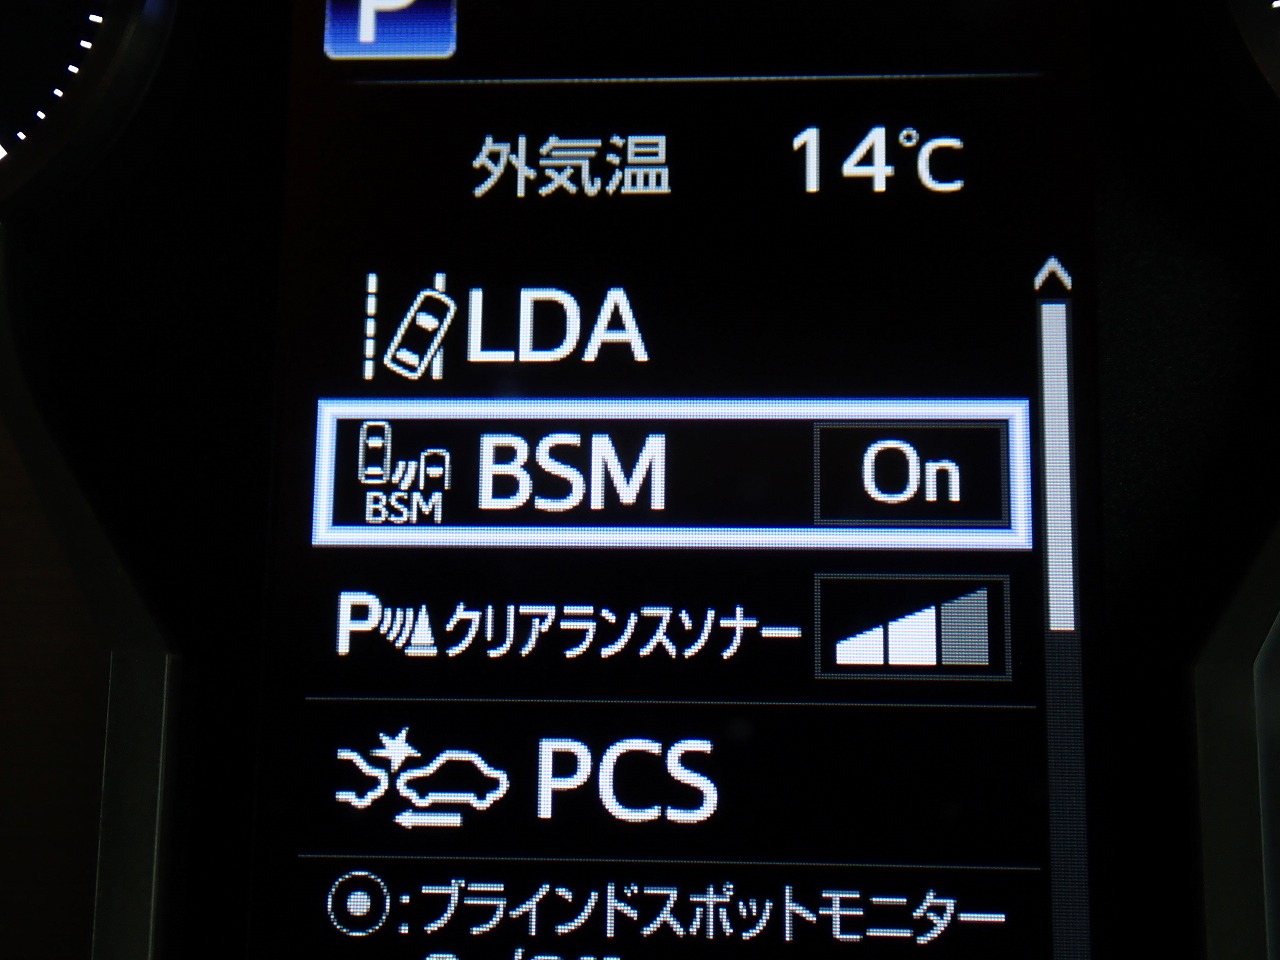 P
外気温 14℃
LDA
BSM BSM On
P クリアランスソナー
PCS
:ブラインドスポットモニター